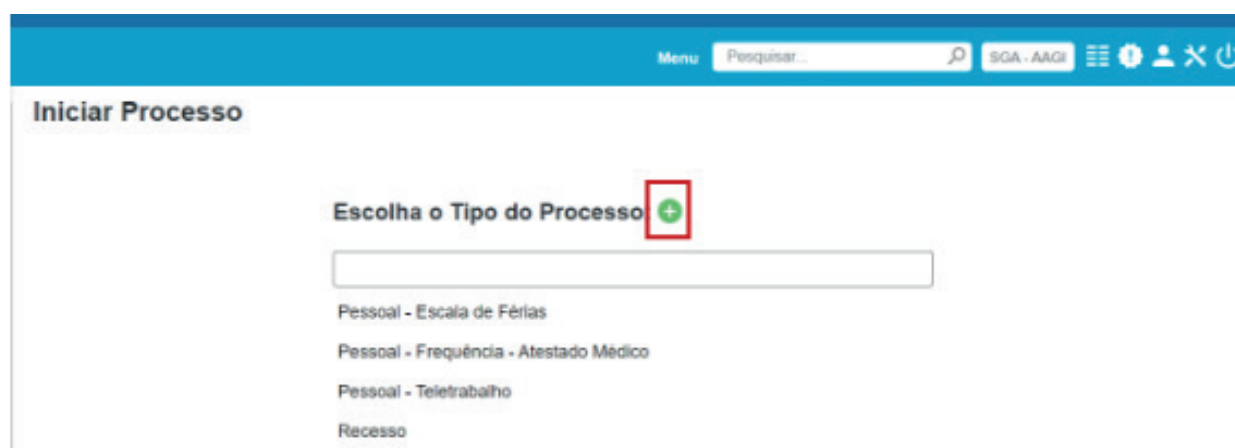 Menu Pesquisar... SGA - AAGI
Iniciar Processo
Escolha o Tipo do Processo:
Pessoal - Escala de Férias
Pessoal - Frequência - Atestado Médico
Pessoal - Teletrabalho
Recesso